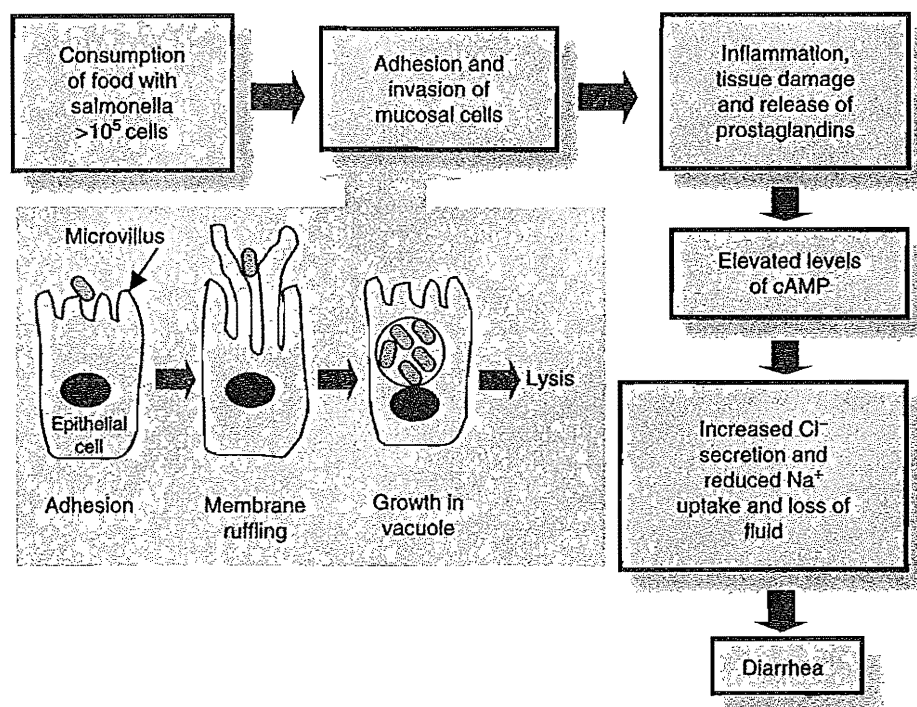 Consumption
of food with
salmonella
>10⁵ cells
Adhesion and
invasion of
mucosal cells
Inflammation,
tissue damage
and release of
prostaglandins
Elevated levels
of cAMP
Increased Cl⁻
secretion and
reduced Na⁺
uptake and loss of
fluid
Diarrhea
Microvillus
Epithelial
cell
Lysis
Adhesion
Membrane
ruffling
Growth in
vacuole